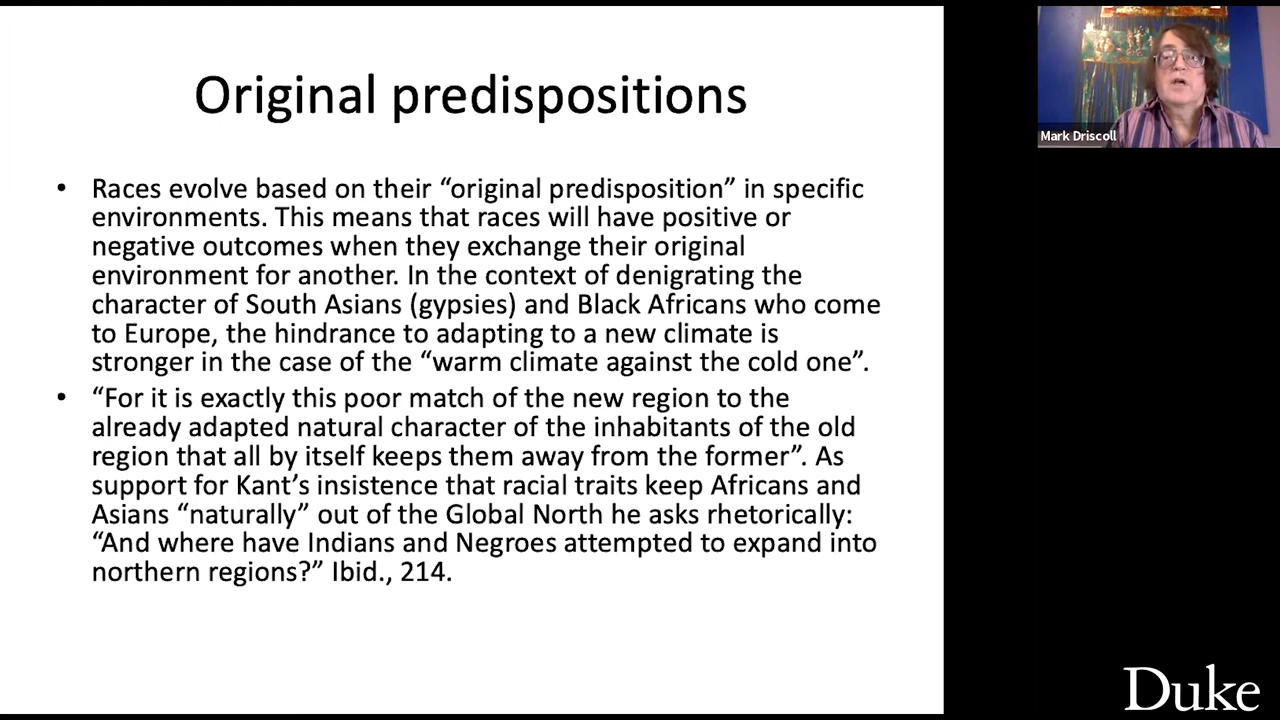 Original predispositions
• Races evolve based on their “original predisposition” in specific
environments. This means that races will have positive or
negative outcomes when they exchange their original
environment for another. In the context of denigrating the
character of South Asians (gypsies) and Black Africans who come
to Europe, the hindrance to adapting to a new climate is
stronger in the case of the “warm climate against the cold one”.
• “For it is exactly this poor match of the new region to the
already adapted natural character of the inhabitants of the old
region that all by itself keeps them away from the former”. As
support for Kant’s insistence that racial traits keep Africans and
Asians “naturally” out of the Global North he asks rhetorically:
“And where have Indians and Negroes attempted to expand into
northern regions?” Ibid., 214.
Mark Driscoll
Duke